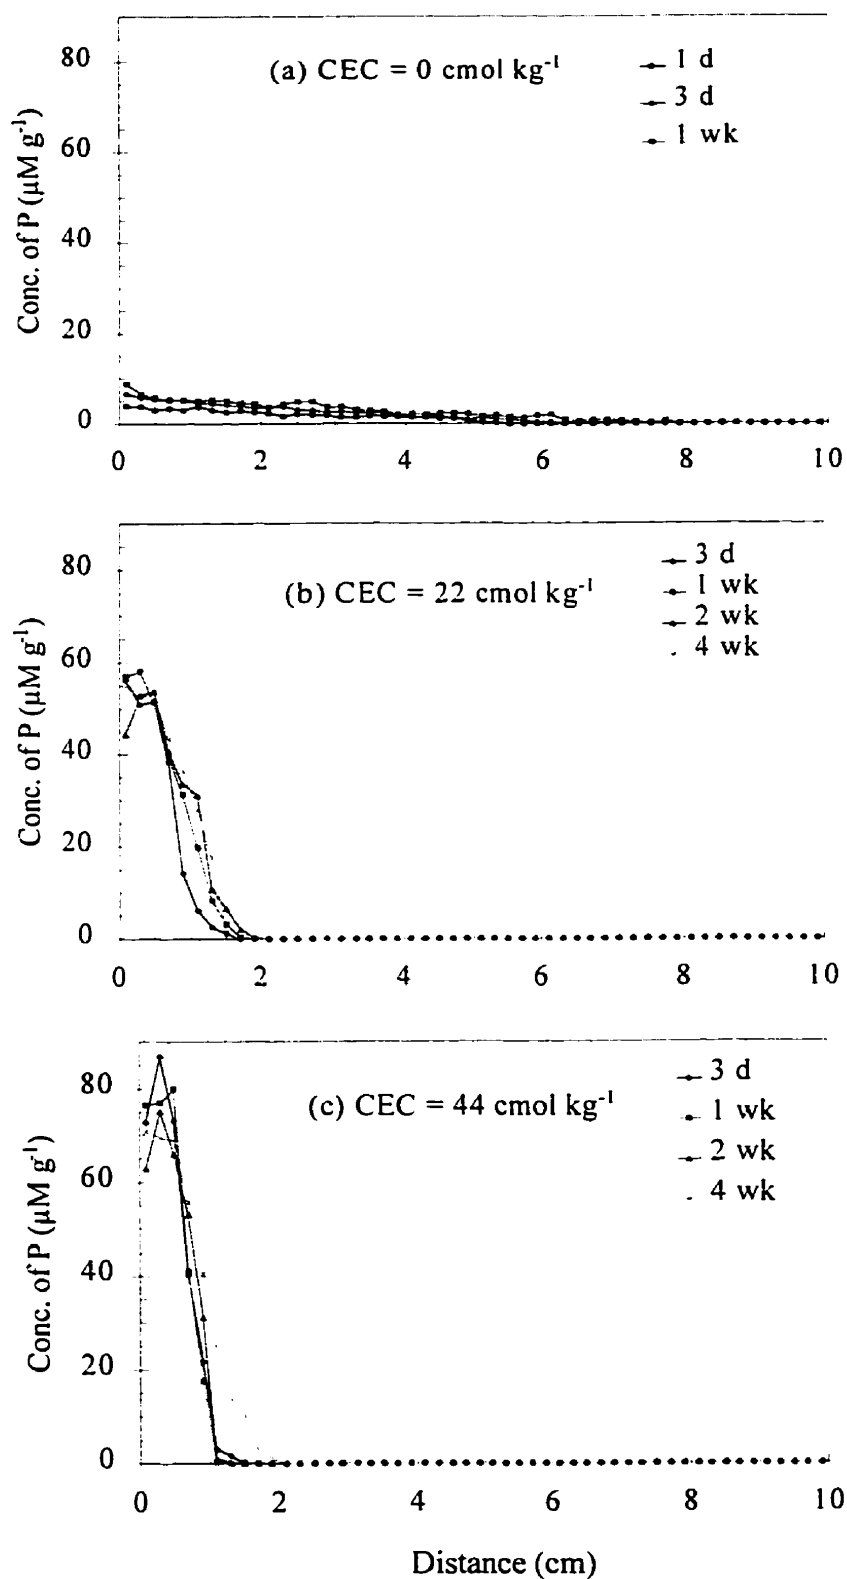 (a) CEC = 0 cmol kg⁻¹
1 d
3 d
1 wk
Conc. of P (µM g⁻¹)
80
60
40
20
0
0 2 4 6 8 10
(b) CEC = 22 cmol kg⁻¹
3 d
1 wk
2 wk
4 wk
Conc. of P (µM g⁻¹)
80
60
40
20
0
0 2 4 6 8 10
(c) CEC = 44 cmol kg⁻¹
3 d
1 wk
2 wk
4 wk
Conc. of P (µM g⁻¹)
80
60
40
20
0
0 2 4 6 8 10
Distance (cm)